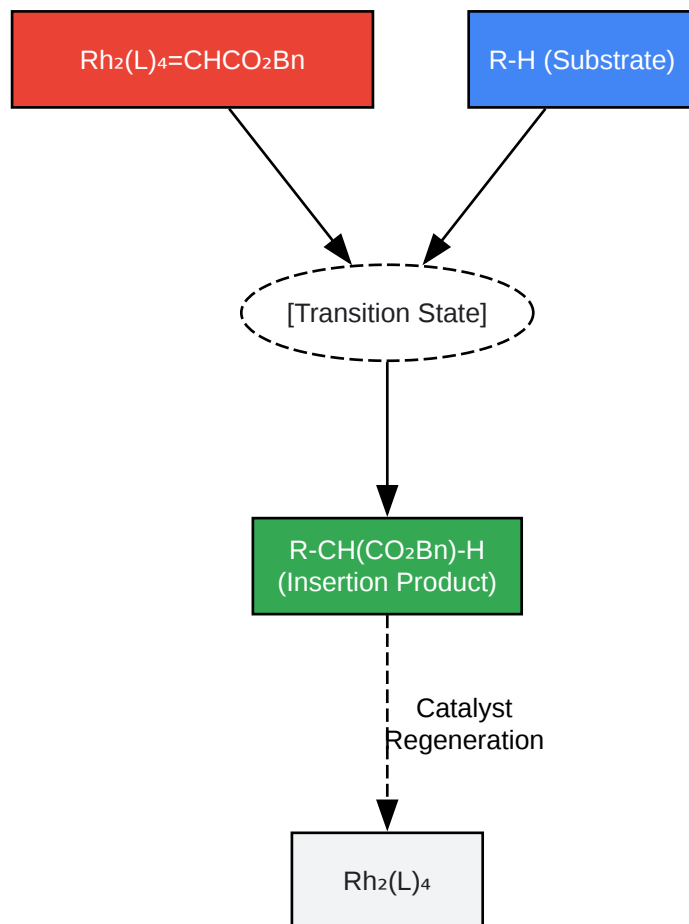 Rh₂(L)₄=CHCO₂Bn
R-H (Substrate)
[Transition State]
R-CH(CO₂Bn)-H
(Insertion Product)
Catalyst
Regeneration
Rh₂(L)₄